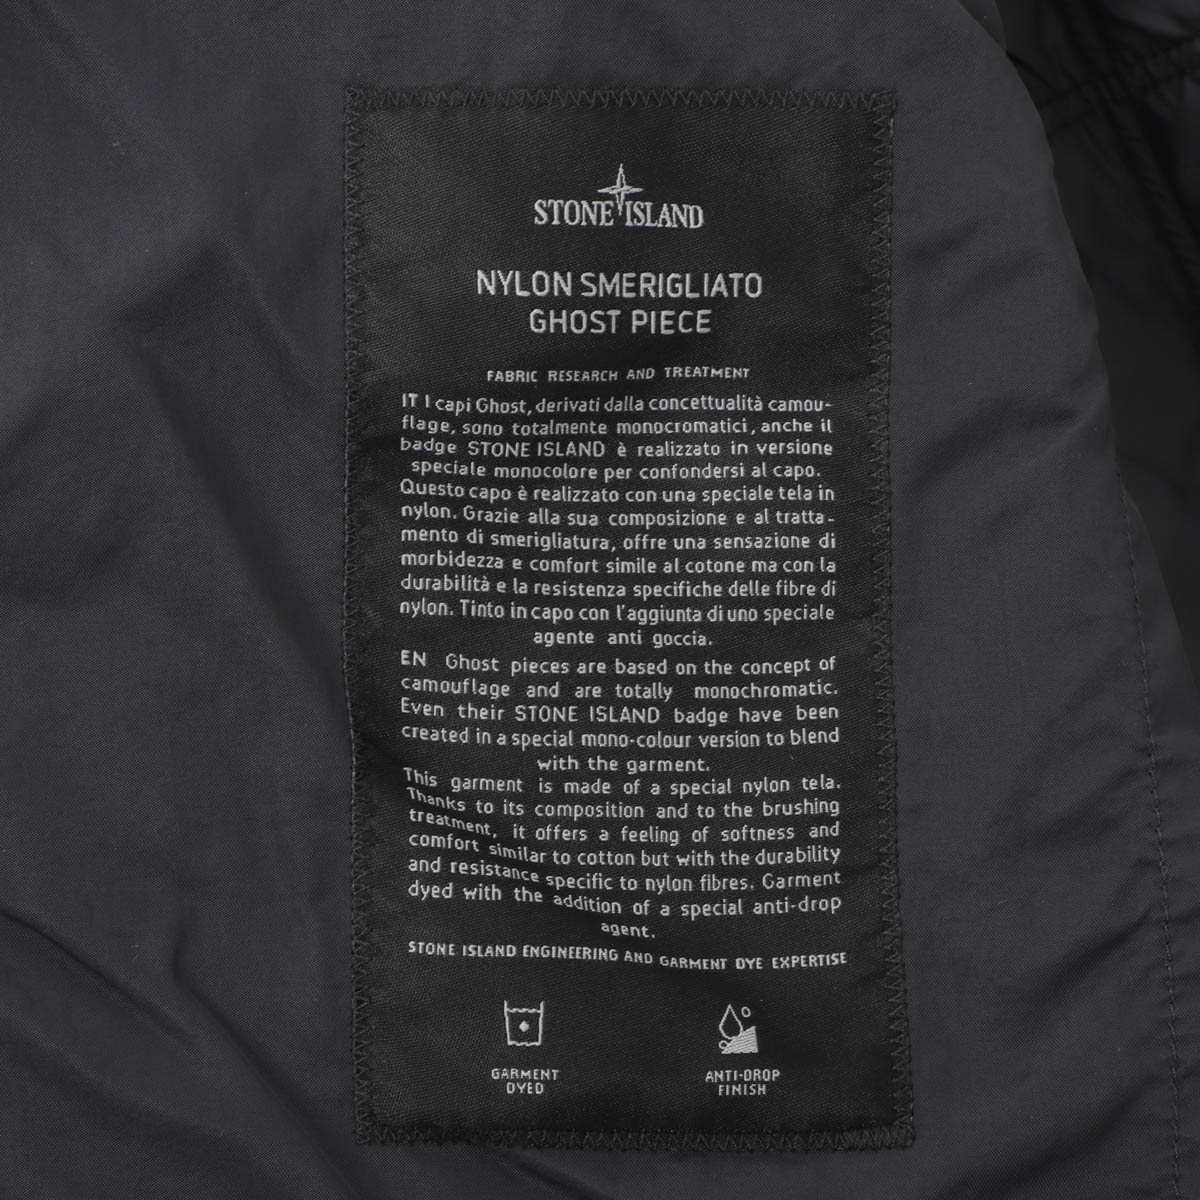 STONE ISLAND
NYLON SMERIGLIATO
GHOST PIECE
FABRIC RESEARCH AND TREATMENT
IT I capi Ghost, derivati dalla concettualità camou-
flage, sono totalmente monocromatici, anche il
badge STONE ISLAND è realizzato in versione
speciale monocolore per confondersi al capo.
Questo capo è realizzato con una speciale tela in
nylon. Grazie alla sua composizione e al tratta-
mento di smerigliatura, offre una sensazione di
morbidezza e comfort simile al cotone ma con la
durabilità e la resistenza specifiche delle fibre di
nylon. Tinto in capo con l'aggiunta di uno speciale
agente anti goccia.
EN Ghost pieces are based on the concept of
camouflage and are totally monochromatic.
Even their STONE ISLAND badge have been
created in a special mono-colour version to blend
with the garment.
This garment is made of a special nylon tela.
Thanks to its composition and to the brushing
treatment, it offers a feeling of softness and
comfort similar to cotton but with the durability
and resistance specific to nylon fibres. Garment
dyed with the addition of a special anti-drop
agent.
STONE ISLAND ENGINEERING AND GARMENT DYE EXPERTISE
GARMENT
DYED
ANTI-DROP
FINISH